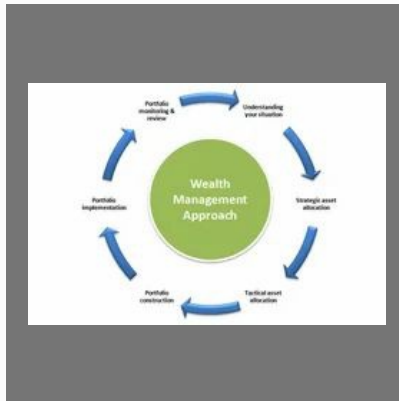 Wealth
Management
Approach
Understanding
your situation
Strategic asset
allocation
Tactical asset
allocation
Portfolio
construction
Portfolio
implementation
Portfolio
monitoring &
review